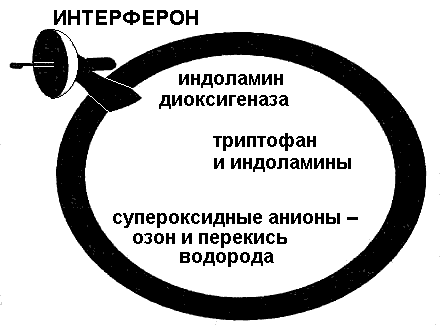 ИНТЕРФЕРОН
индоламин
диоксигеназа
триптофан
и индоламины
супероксидные анионы –
озон и перекись
водорода